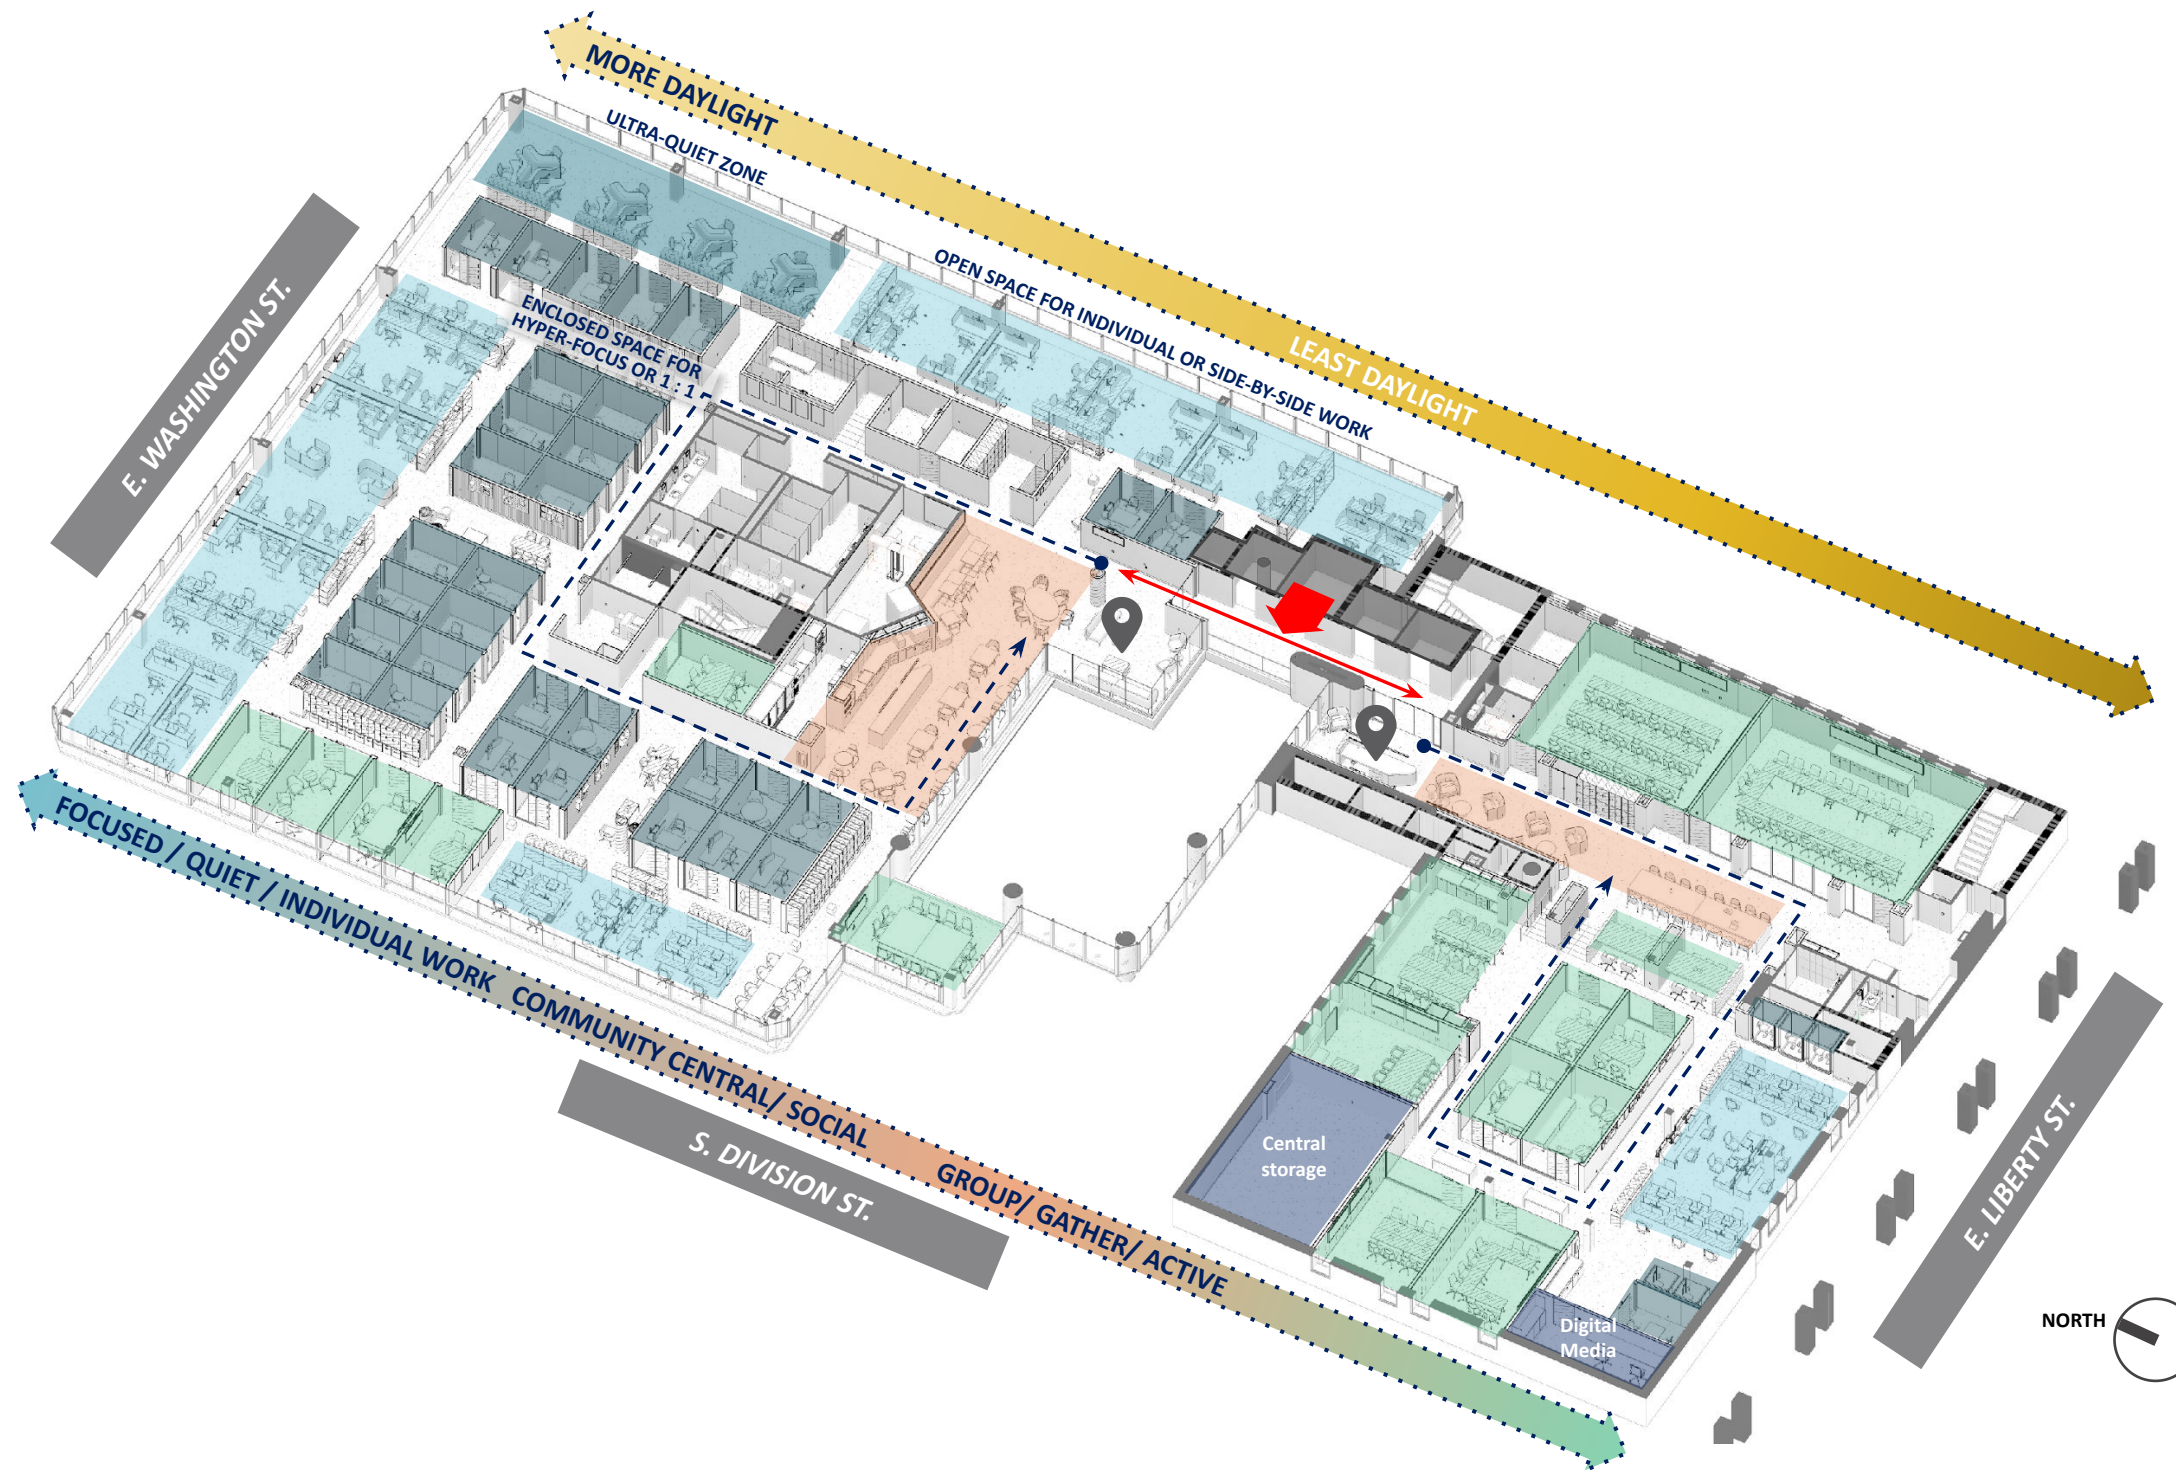 MORE DAYLIGHT
ULTRA-QUIET ZONE
OPEN SPACE FOR INDIVIDUAL OR SIDE-BY-SIDE WORK
LEAST DAYLIGHT
ENCLOSED SPACE FOR
HYPER-FOCUS OR 1 : 1
E. WASHINGTON ST.
FOCUSED / QUIET / INDIVIDUAL WORK
COMMUNITY CENTRAL/ SOCIAL
GROUP/ GATHER/ ACTIVE
S. DIVISION ST.
Central
storage
Digital
Media
E. LIBERTY ST.
NORTH